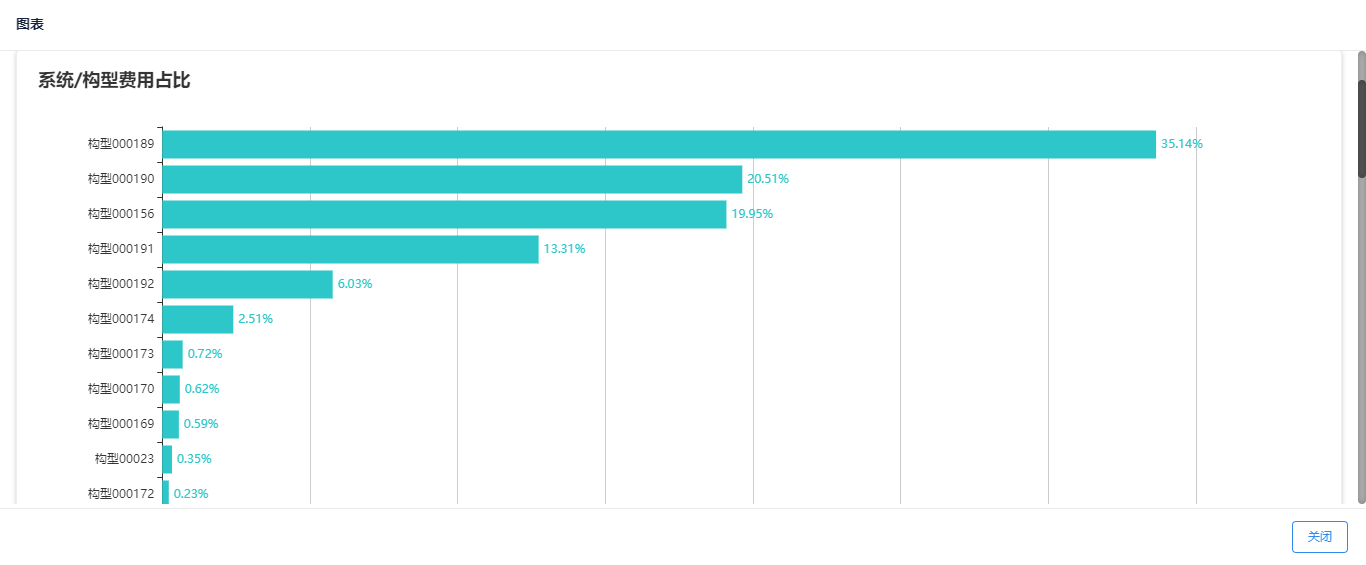 图表
系统/构型费用占比
构型000189 35.14%
构型000190 20.51%
构型000156 19.95%
构型000191 13.31%
构型000192 6.03%
构型000174 2.51%
构型000173 0.72%
构型000170 0.62%
构型000169 0.59%
构型00023 0.35%
构型000172 0.23%
关闭